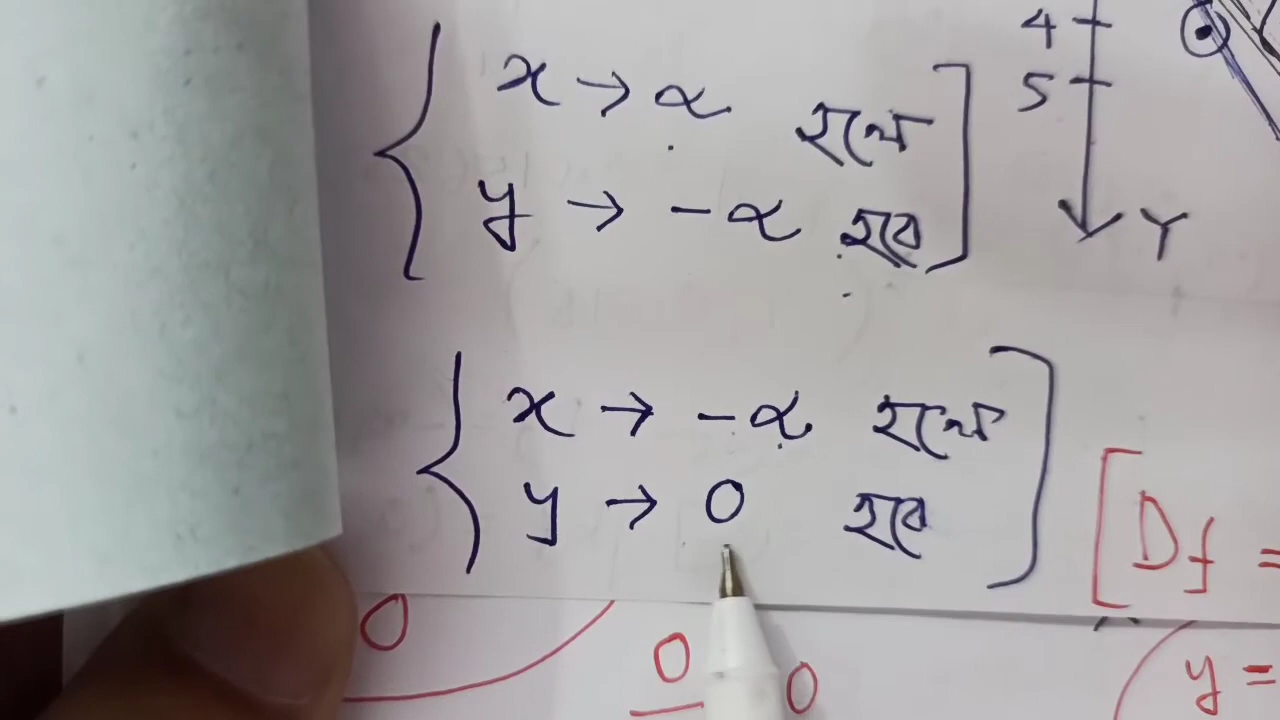 4
5
x → α হলে
y → -α হবে
Y
x → -α হলে
y → 0 হবে
[Df =
0
0 0
y =